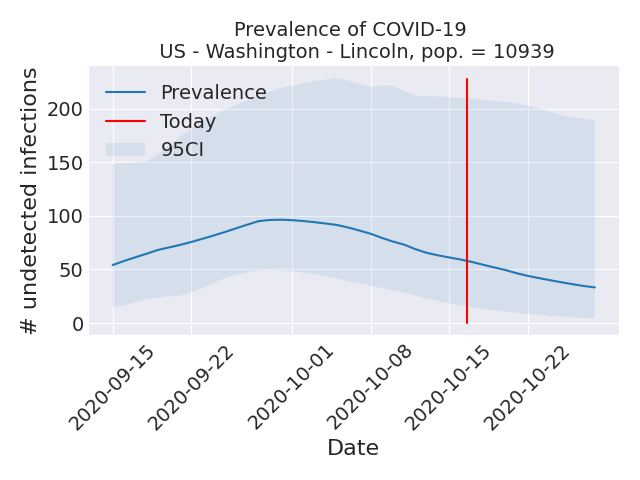 Prevalence of COVID-19
US - Washington - Lincoln, pop. = 10939
# undetected infections
200
150
100
50
0
Prevalence
Today
95CI
2020-09-15
2020-09-22
2020-10-01
2020-10-08
2020-10-15
2020-10-22
Date